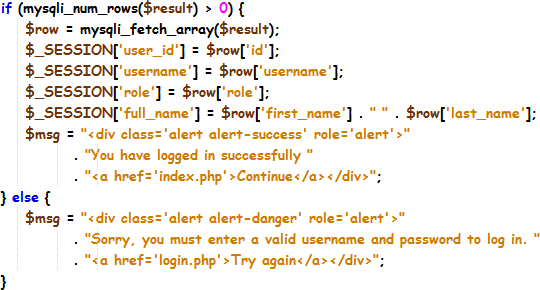 if (mysqli_num_rows($result) > 0) {
$row = mysqli_fetch_array($result);
$_SESSION['user_id'] = $row['id'];
$_SESSION['username'] = $row['username'];
$_SESSION['role'] = $row['role'];
$_SESSION['full_name'] = $row['first_name'] . " " . $row['last_name'];
$msg = "<div class='alert alert-success' role='alert'>"
. "You have logged in successfully "
. "<a href='index.php'>Continue</a></div>";
} else {
$msg = "<div class='alert alert-danger' role='alert'>"
. "Sorry, you must enter a valid username and password to log in. "
. "<a href='login.php'>Try again</a></div>";
}